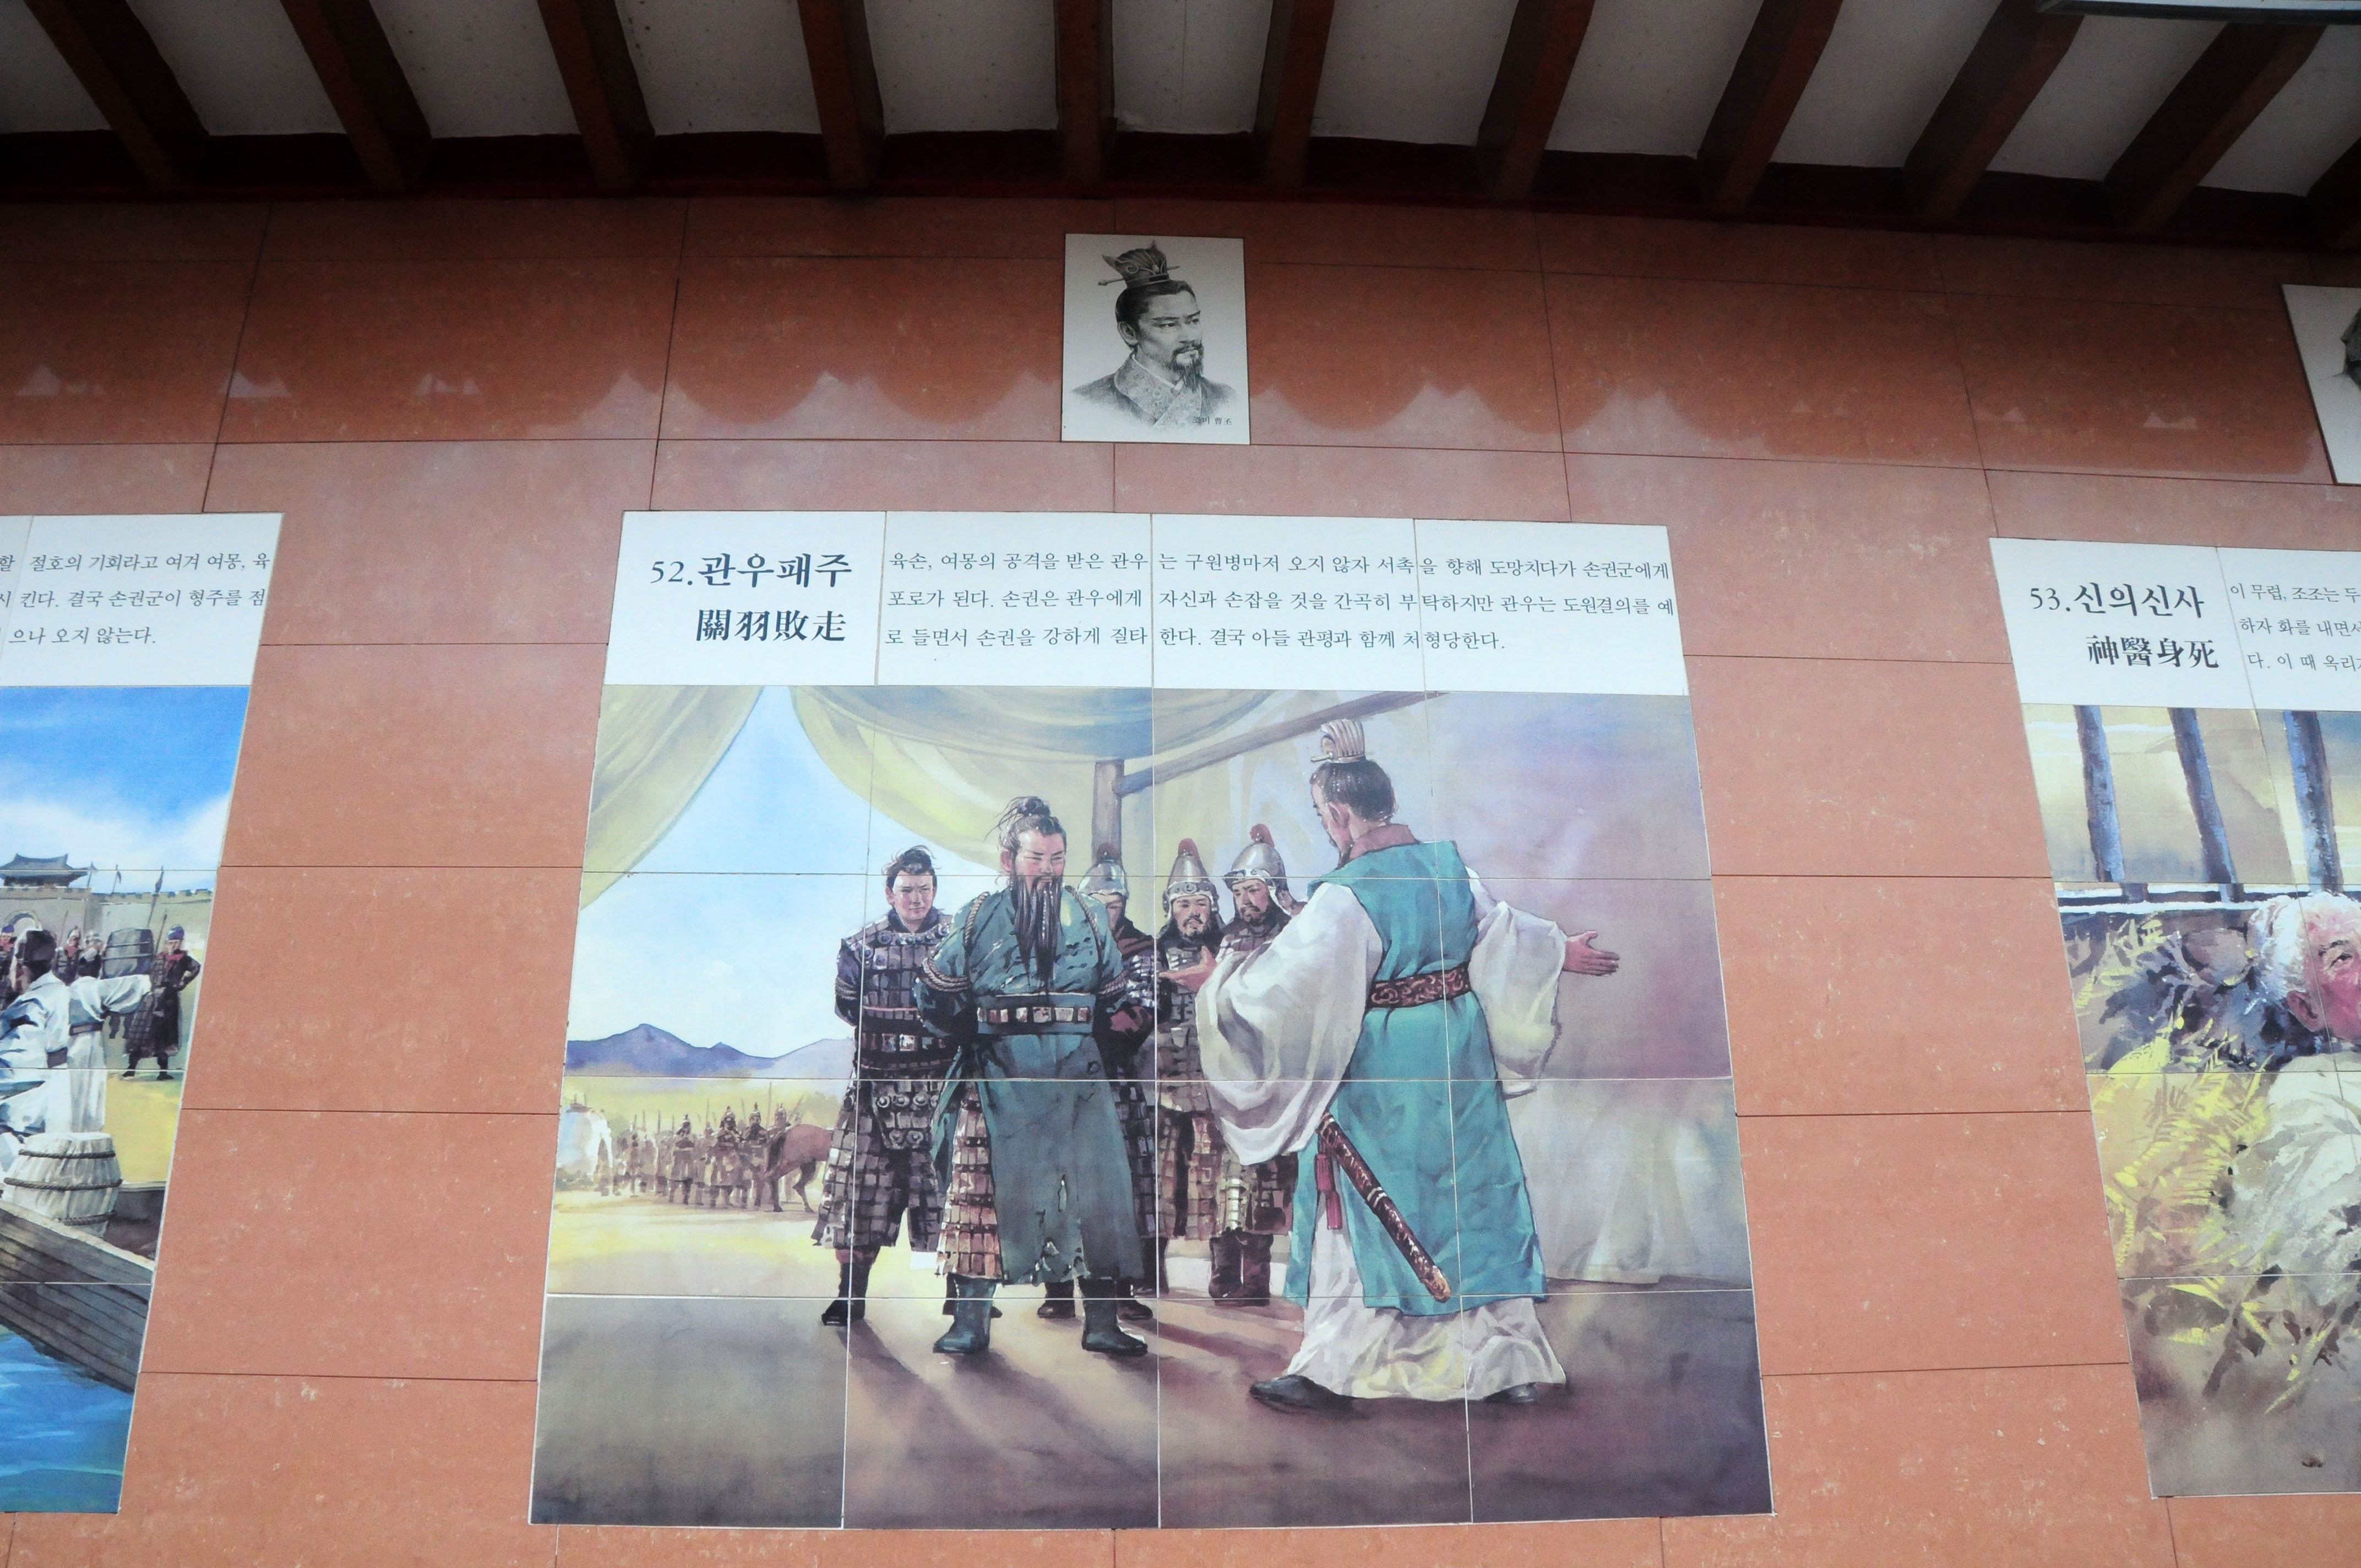 할 절호의 기회라고 여겨 여몽, 육
시 킨다. 결국 손권군이 형주를 점
으나 오지 않는다.
曹丕
52. 관우패주
關羽敗走
육손, 여몽의 공격을 받은 관우는 구원병마저 오지 않자 서촉을 향해 도망치다가 손권군에게
포로가 된다. 손권은 관우에게 자신과 손잡을 것을 간곡히 부탁하지만 관우는 도원결의를 예
로 들면서 손권을 강하게 질타한다. 결국 아들 관평과 함께 처형당한다.
53. 신의신사
神醫身死
이 무렵, 조조는 두
하자 화를 내면서
다. 이 때 옥리